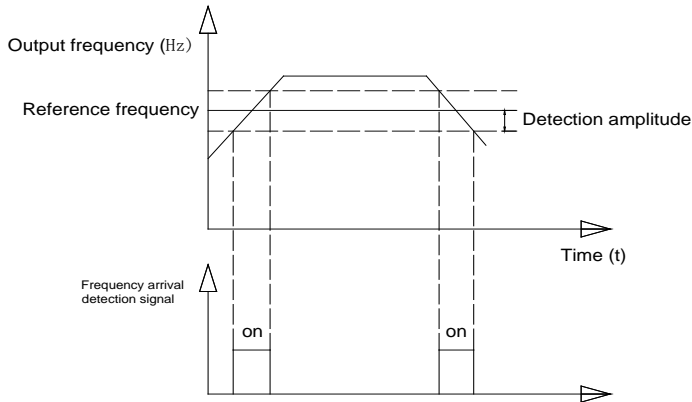 Output frequency (Hz)
Reference frequency
Detection amplitude
Time (t)
Frequency arrival
detection signal
on
on